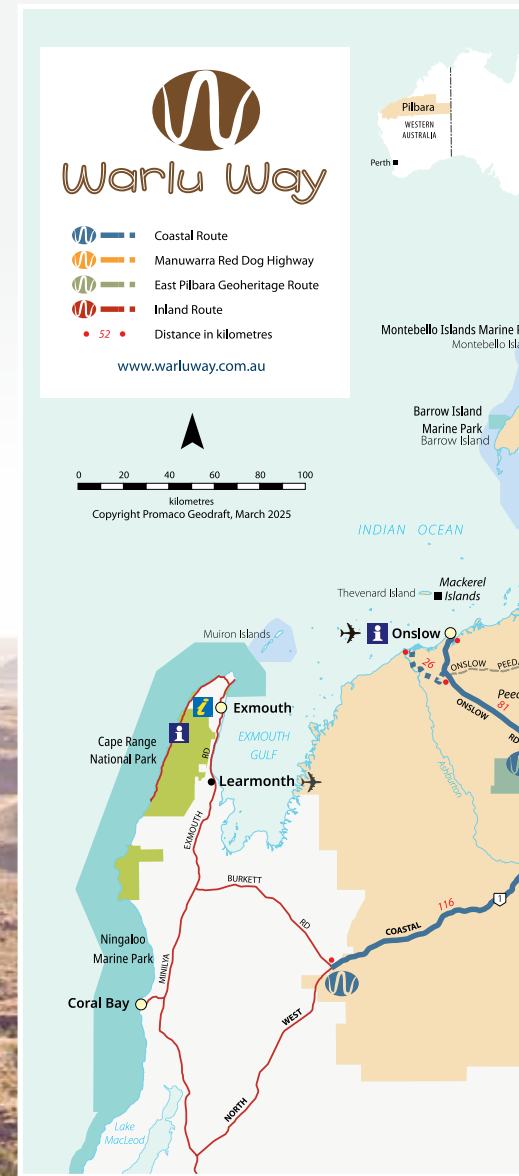 Warlu Way
Coastal Route
Manuwarra Red Dog Highway
East Pilbara Geoheritage Route
Inland Route
52 Distance in kilometres
www.warluway.com.au
Pilbara
WESTERN
AUSTRALIA
Perth
0 20 40 60 80 100
kilometres
Copyright Promaco Geodraft, March 2025
Montebello Islands Marine
Barrow Island
Marine Park
Barrow Island
INDIAN OCEAN
Thevenard Island
Mackerel
Islands
i Onslow
26
ONSLOW
81
ONSLOW
RD
Muiron Islands
i Exmouth
i
Cape Range
National Park
EXMOUTH
GULF
RD
Learmonth
EXMOUTH
Ashburton
BURKETT
RD
116
1
COASTAL
Ningaloo
Marine Park
MINILYA
Coral Bay
WEST
NORTH
Lake
MacLeod